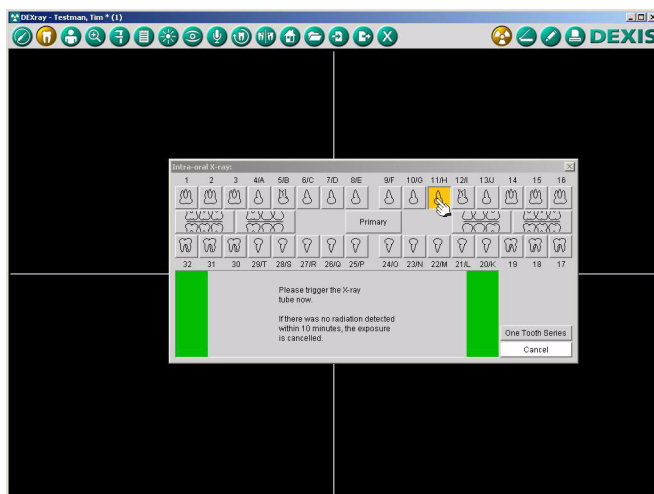 DEXray - Testman, Tim * (1)
DEXIS
Intra-oral X-ray:
1 2 3 4/A 5/B 6/C 7/D 8/E 9/F 10/G 11/H 12/I 13/J 14 15 16
Primary
32 31 30 29/T 28/S 27/R 26/Q 25/P 24/O 23/N 22/M 21/L 20/K 19 18 17
Please trigger the X-ray
tube now.
If there was no radiation detected
within 10 minutes, the exposure
is cancelled.
One Tooth Series
Cancel